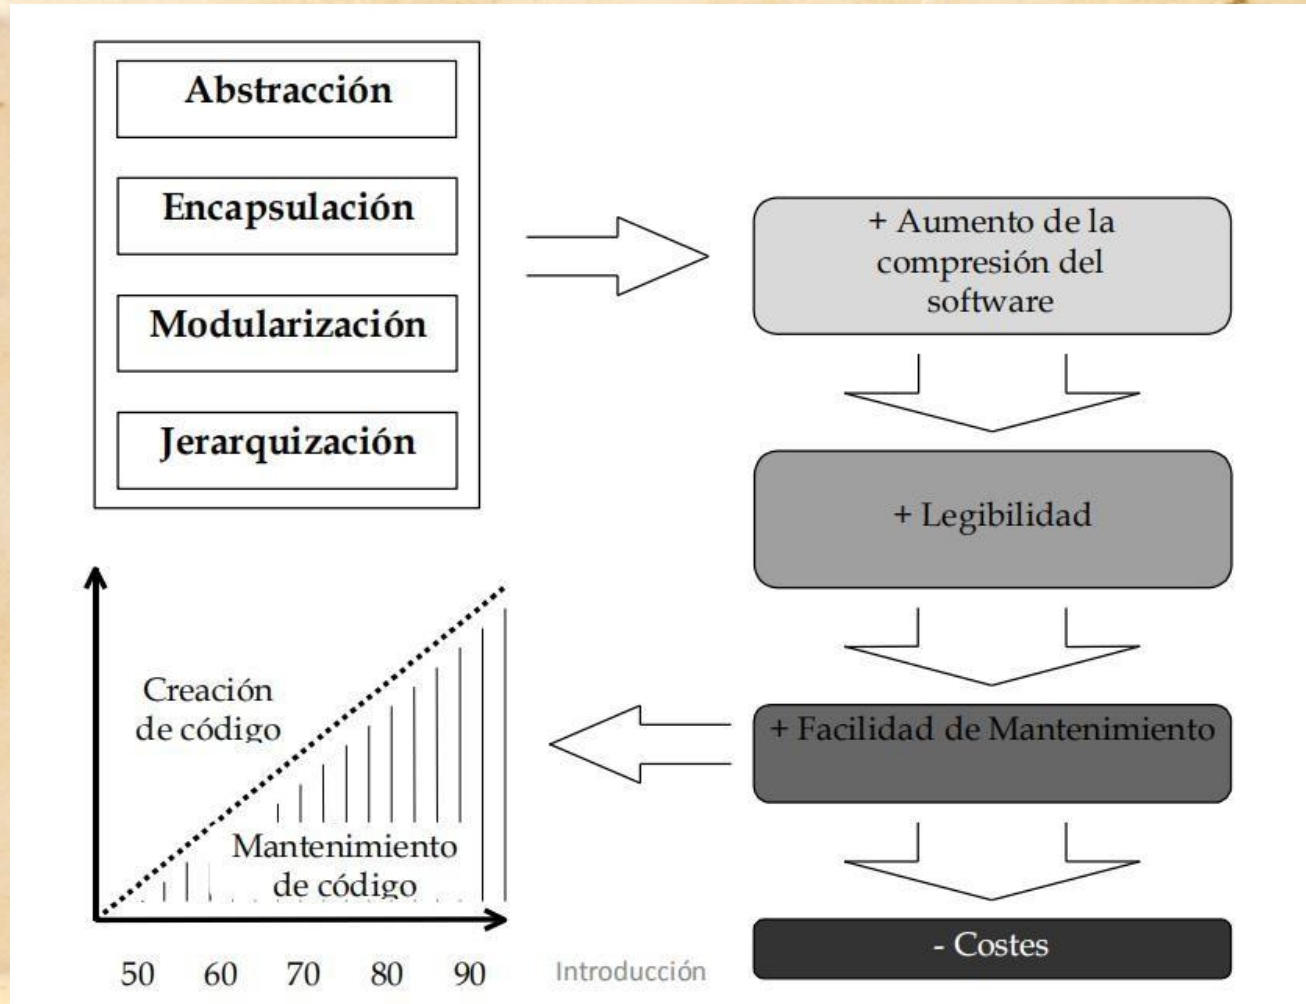 Abstracción
Encapsulación
Modularización
Jerarquización
+ Aumento de la
compresión del
software
+ Legibilidad
+ Facilidad de Mantenimiento
- Costes
Creación
de código
Mantenimiento
de código
50 60 70 80 90
Introducción